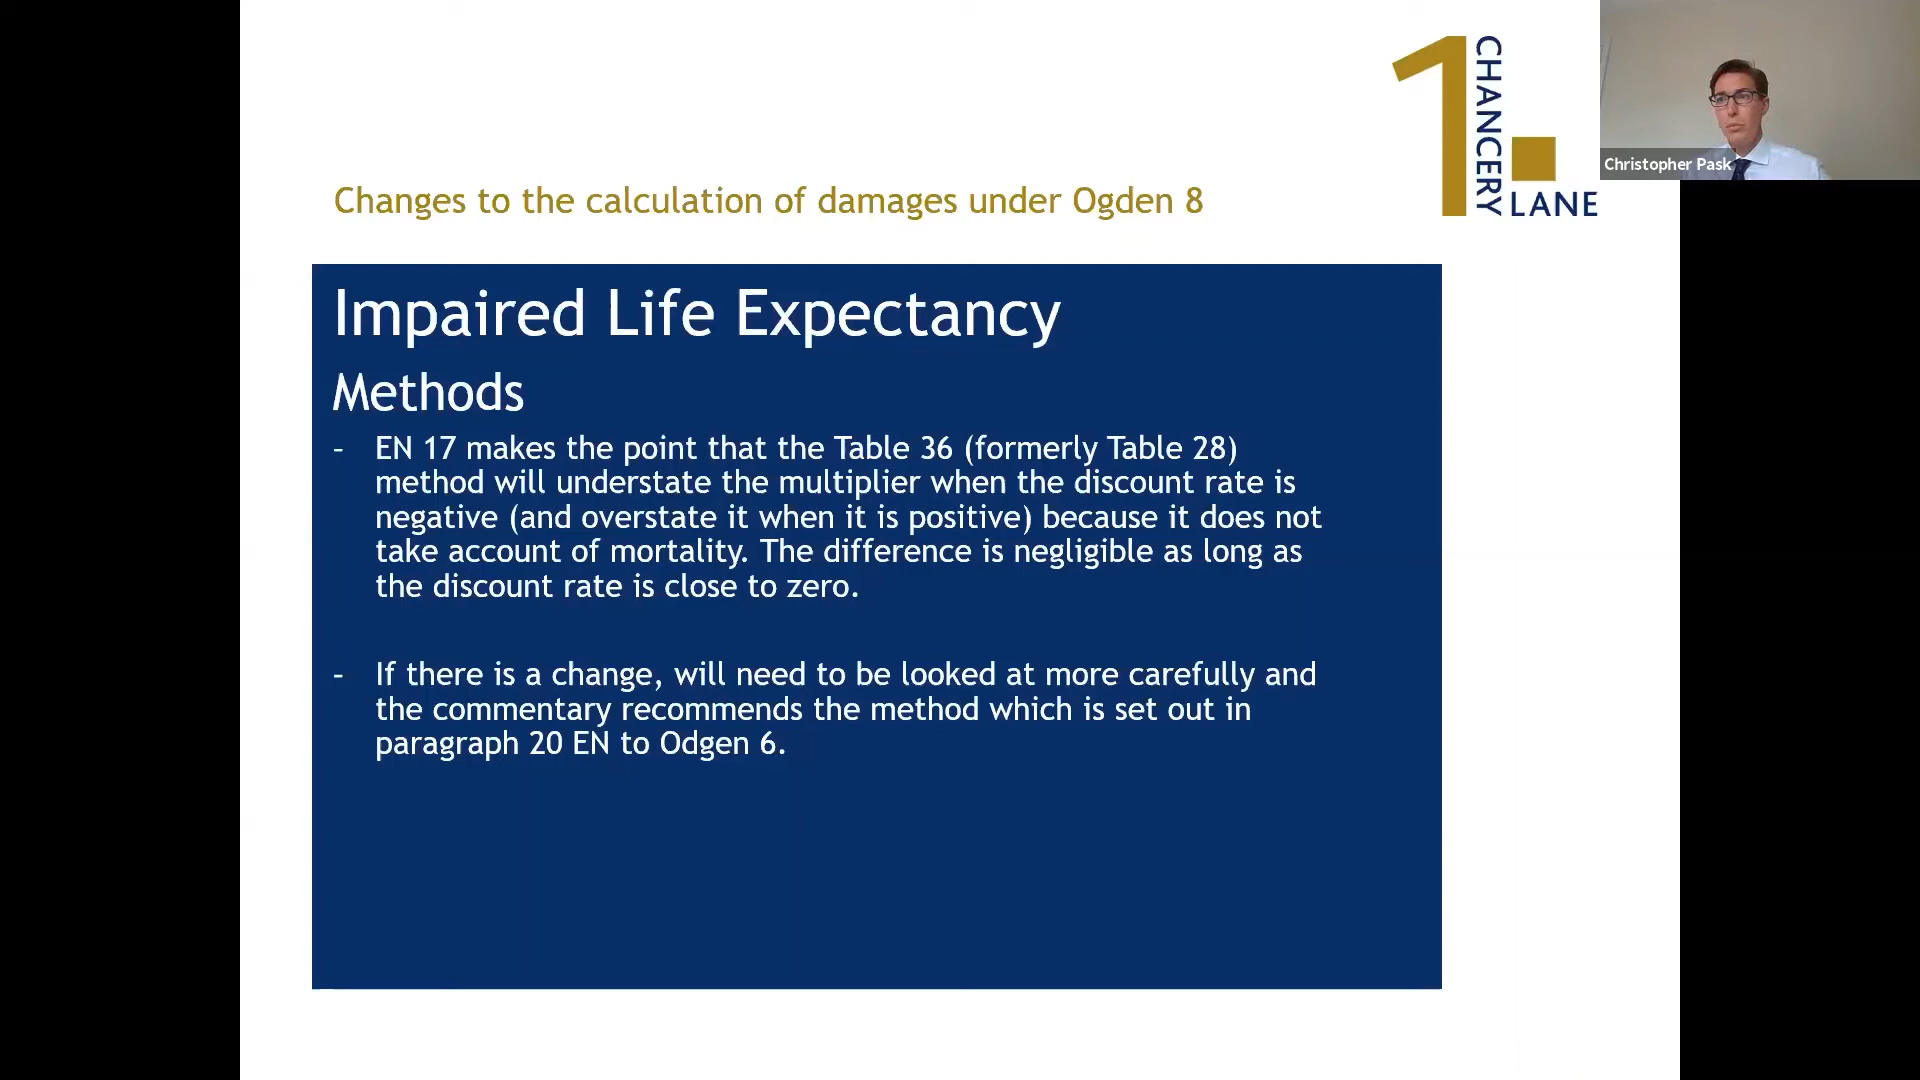 1 CHANCERY LANE
Christopher Pask
Changes to the calculation of damages under Ogden 8
Impaired Life Expectancy
Methods
- EN 17 makes the point that the Table 36 (formerly Table 28)
method will understate the multiplier when the discount rate is
negative (and overstate it when it is positive) because it does not
take account of mortality. The difference is negligible as long as
the discount rate is close to zero.
- If there is a change, will need to be looked at more carefully and
the commentary recommends the method which is set out in
paragraph 20 EN to Odgen 6.